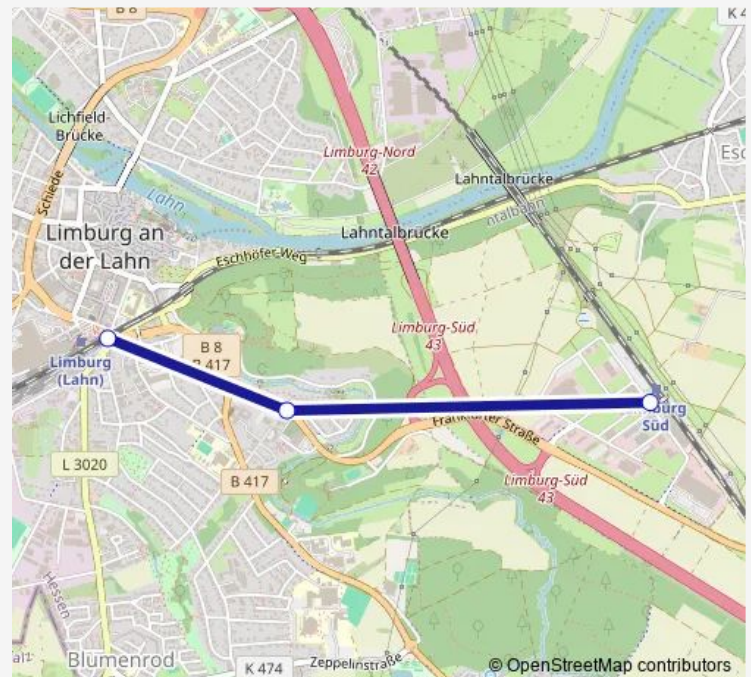 B 8
K 4
Lichfield-
Brücke
Schiede
Lahn
Limburg-Nord
42
Lahntalbrücke
Esc
ntalbahn
Limburg an
der Lahn
Lahntalbrücke
Eschhöfer-Weg
Limburg-Süd
43
B 8
B 417
Limburg
(Lahn)
Limburg
Süd
Frankfurter Straße
L 3020
B 417
Limburg-Süd
43
Hessen
Blumenrod
K 474
Zeppelinstraße
© OpenStreetMap contributors